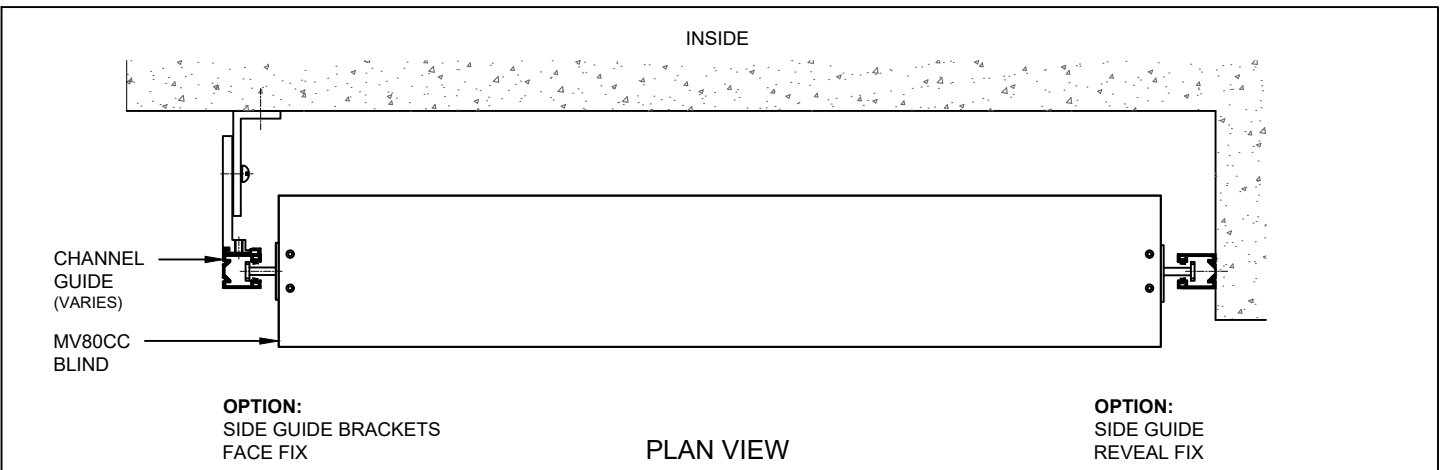 INSIDE
CHANNEL
GUIDE
(VARIES)
MV80CC
BLIND
OPTION:
SIDE GUIDE BRACKETS
FACE FIX
PLAN VIEW
OPTION:
SIDE GUIDE
REVEAL FIX